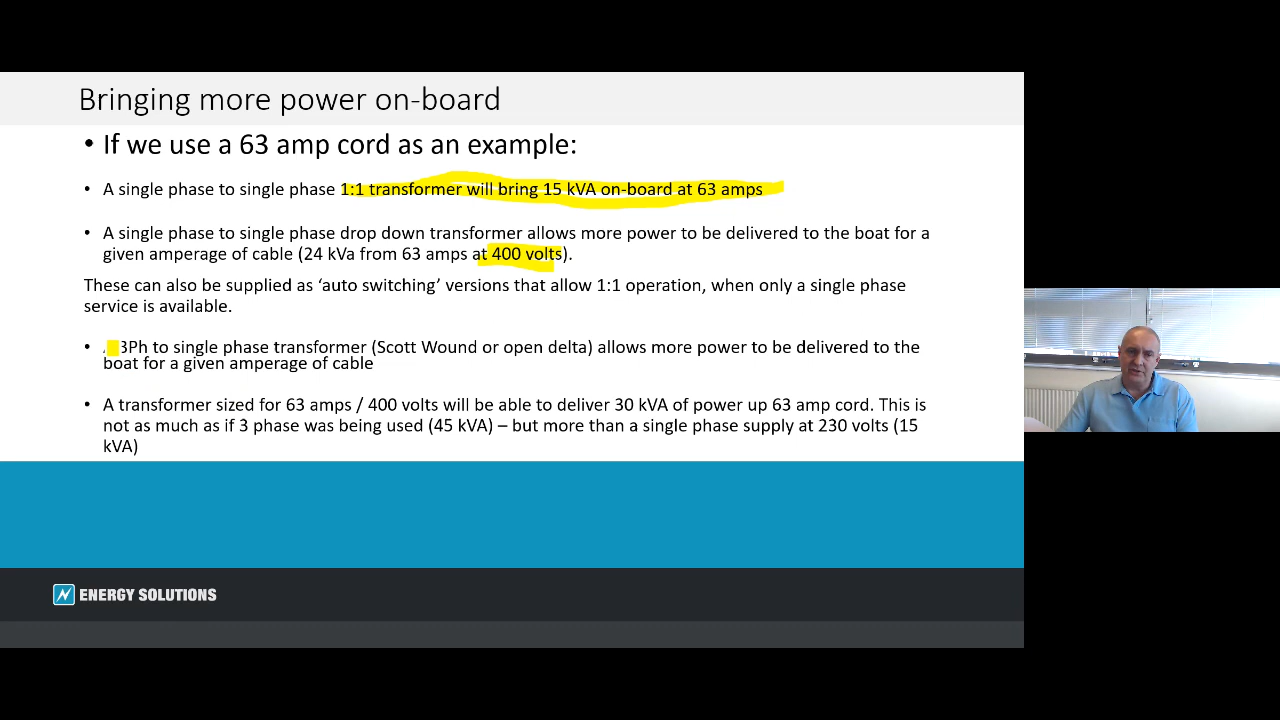 Bringing more power on-board
• If we use a 63 amp cord as an example:
• A single phase to single phase 1:1 transformer will bring 15 kVA on-board at 63 amps
• A single phase to single phase drop down transformer allows more power to be delivered to the boat for a
given amperage of cable (24 kVa from 63 amps at 400 volts).
These can also be supplied as ‘auto switching’ versions that allow 1:1 operation, when only a single phase
service is available.
• 3Ph to single phase transformer (Scott Wound or open delta) allows more power to be delivered to the
boat for a given amperage of cable
• A transformer sized for 63 amps / 400 volts will be able to deliver 30 kVA of power up 63 amp cord. This is
not as much as if 3 phase was being used (45 kVA) – but more than a single phase supply at 230 volts (15
kVA)
ENERGY SOLUTIONS